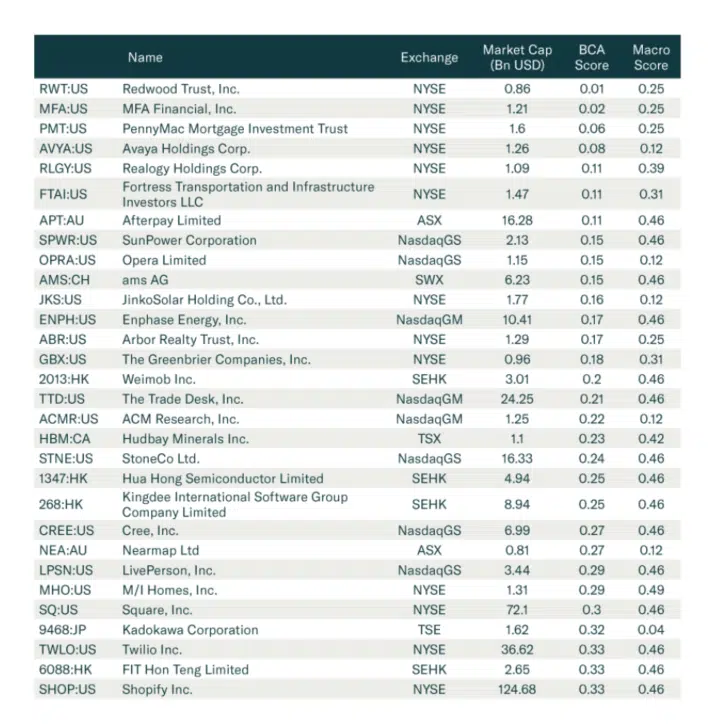 Name Exchange Market Cap (Bn USD) BCA Score Macro Score
RWT:US Redwood Trust, Inc. NYSE 0.86 0.01 0.25
MFA:US MFA Financial, Inc. NYSE 1.21 0.02 0.25
PMT:US PennyMac Mortgage Investment Trust NYSE 1.6 0.06 0.25
AVYA:US Avaya Holdings Corp. NYSE 1.26 0.08 0.12
RLGY:US Realogy Holdings Corp. NYSE 1.09 0.11 0.39
FTAI:US Fortress Transportation and Infrastructure Investors LLC NYSE 1.47 0.11 0.31
APT:AU Afterpay Limited ASX 16.28 0.11 0.46
SPWR:US SunPower Corporation NasdaqGS 2.13 0.15 0.46
OPRA:US Opera Limited NasdaqGS 1.15 0.15 0.12
AMS:CH ams AG SWX 6.23 0.15 0.46
JKS:US JinkoSolar Holding Co., Ltd. NYSE 1.77 0.16 0.12
ENPH:US Enphase Energy, Inc. NasdaqGM 10.41 0.17 0.46
ABR:US Arbor Realty Trust, Inc. NYSE 1.29 0.17 0.25
GBX:US The Greenbrier Companies, Inc. NYSE 0.96 0.18 0.31
2013:HK Weimob Inc. SEHK 3.01 0.2 0.46
TTD:US The Trade Desk, Inc. NasdaqGM 24.25 0.21 0.46
ACMR:US ACM Research, Inc. NasdaqGM 1.25 0.22 0.12
HBM:CA Hudbay Minerals Inc. TSX 1.1 0.23 0.42
STNE:US StoneCo Ltd. NasdaqGS 16.33 0.24 0.46
1347:HK Hua Hong Semiconductor Limited SEHK 4.94 0.25 0.46
268:HK Kingdee International Software Group Company Limited SEHK 8.94 0.25 0.46
CREE:US Cree, Inc. NasdaqGS 6.99 0.27 0.46
NEA:AU Nearmap Ltd ASX 0.81 0.27 0.12
LPSN:US LivePerson, Inc. NasdaqGS 3.44 0.29 0.46
MHO:US M/I Homes, Inc. NYSE 1.31 0.29 0.49
SQ:US Square, Inc. NYSE 72.1 0.3 0.46
9468:JP Kadokawa Corporation TSE 1.62 0.32 0.04
TWLO:US Twilio Inc. NYSE 36.62 0.33 0.46
6088:HK FIT Hon Teng Limited SEHK 2.65 0.33 0.46
SHOP:US Shopify Inc. NYSE 124.68 0.33 0.46